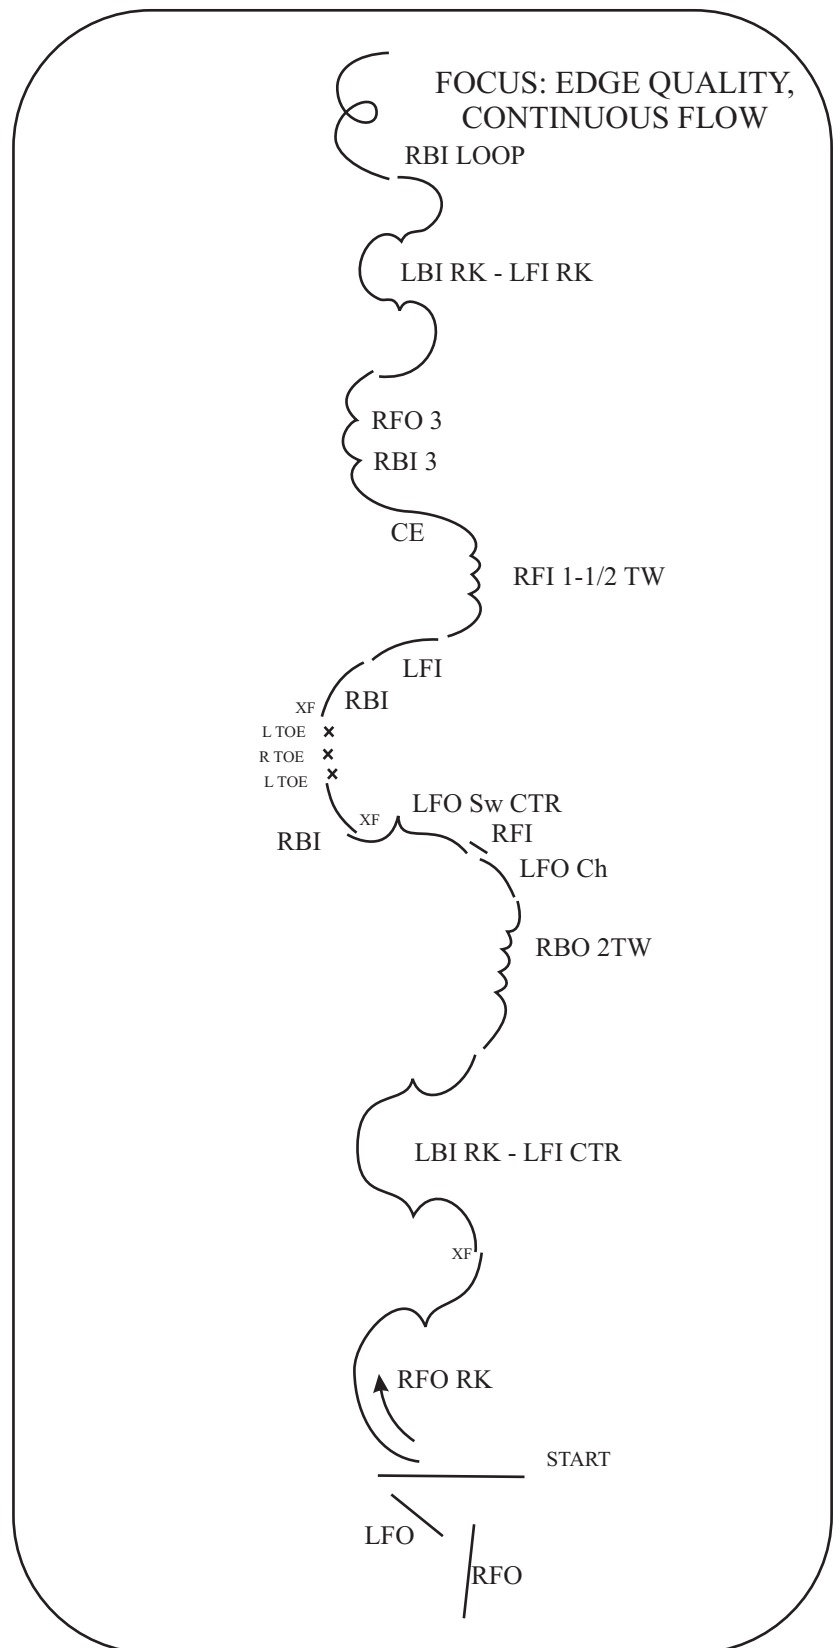 FOCUS: EDGE QUALITY,
CONTINUOUS FLOW
RBI LOOP
LBI RK - LFI RK
RFO 3
RBI 3
CE
RFI 1-1/2 TW
LFI
RBI
XF
L TOE
R TOE
L TOE
LFO Sw CTR
XF
RFI
RBI
LFO Ch
RBO 2TW
LBI RK - LFI CTR
XF
RFO RK
START
LFO
RFO